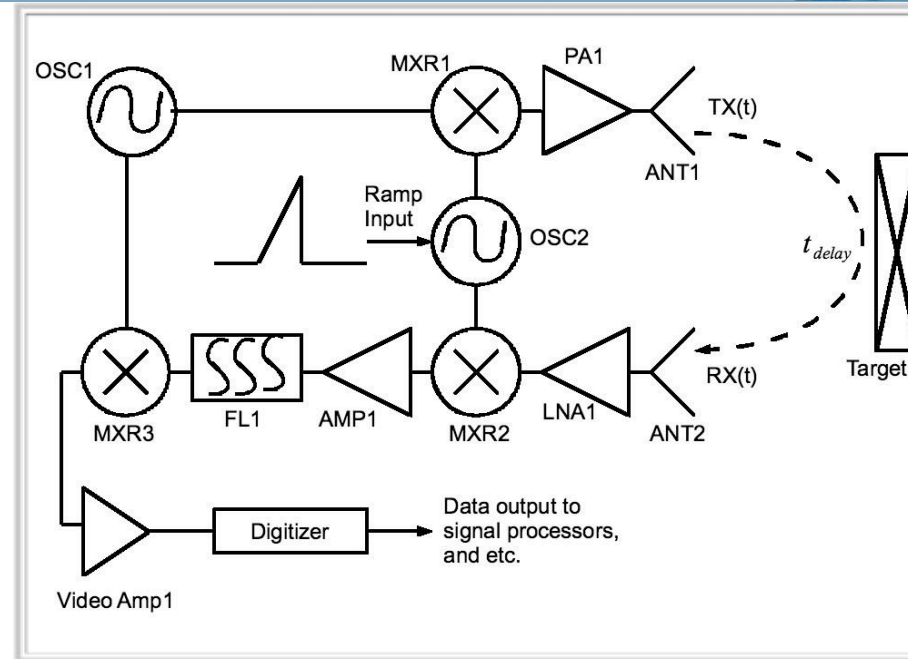 OSC1
MXR1
PA1
TX(t)
ANT1
Ramp
Input
OSC2
t delay
Target
RX(t)
MXR3
FL1
AMP1
MXR2
LNA1
ANT2
Video Amp1
Digitizer
Data output to
signal processors,
and etc.